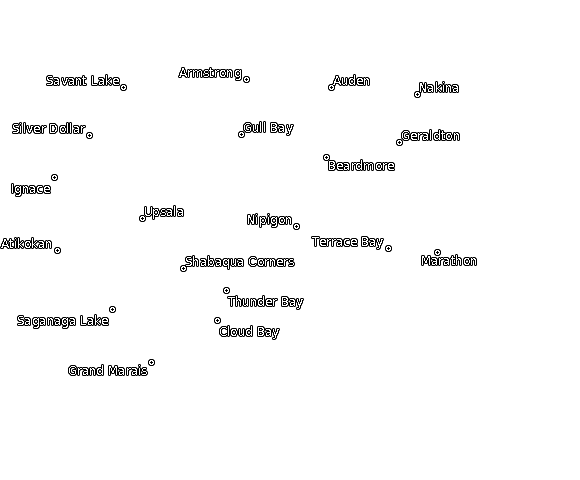 Armstrong
Savant Lake
Auden
Nakina
Silver Dollar
Gull Bay
Geraldton
Beardmore
Ignace
Upsala
Nipigon
Atikokan
Terrace Bay
Shabaqua Corners
Marathon
Thunder Bay
Saganaga Lake
Cloud Bay
Grand Marais